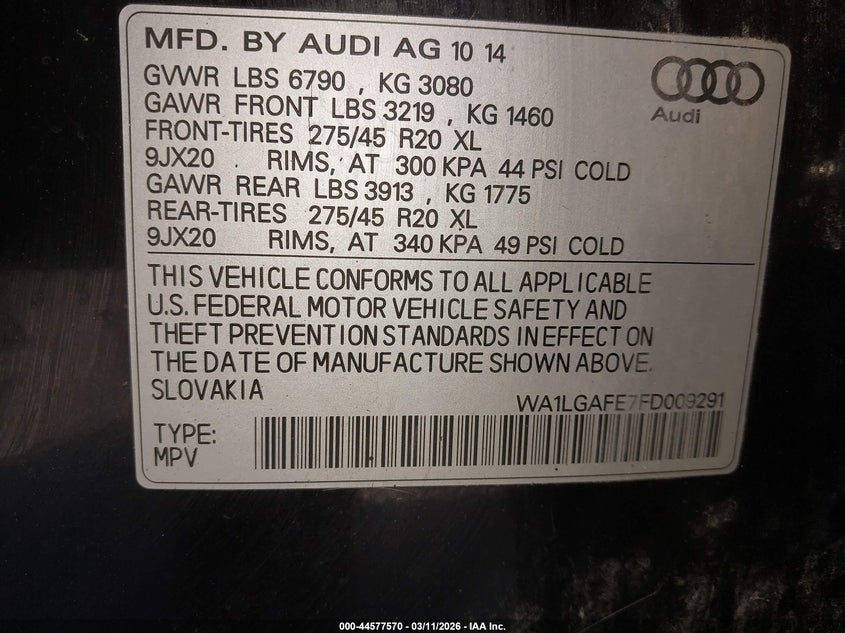 MFD. BY AUDI AG 10 14
GVWR LBS 6790 , KG 3080
GAWR FRONT LBS 3219 , KG 1460
FRONT-TIRES 275/45 R20 XL
9JX20 RIMS, AT 300 KPA 44 PSI COLD
GAWR REAR LBS 3913 , KG 1775
REAR-TIRES 275/45 R20 XL
9JX20 RIMS, AT 340 KPA 49 PSI COLD
Audi
THIS VEHICLE CONFORMS TO ALL APPLICABLE
U.S. FEDERAL MOTOR VEHICLE SAFETY AND
THEFT PREVENTION STANDARDS IN EFFECT ON
THE DATE OF MANUFACTURE SHOWN ABOVE.
SLOVAKIA
WA1LGAFE7FD009291
TYPE:
MPV
000-44577570 - 03/11/2026 - IAA Inc.